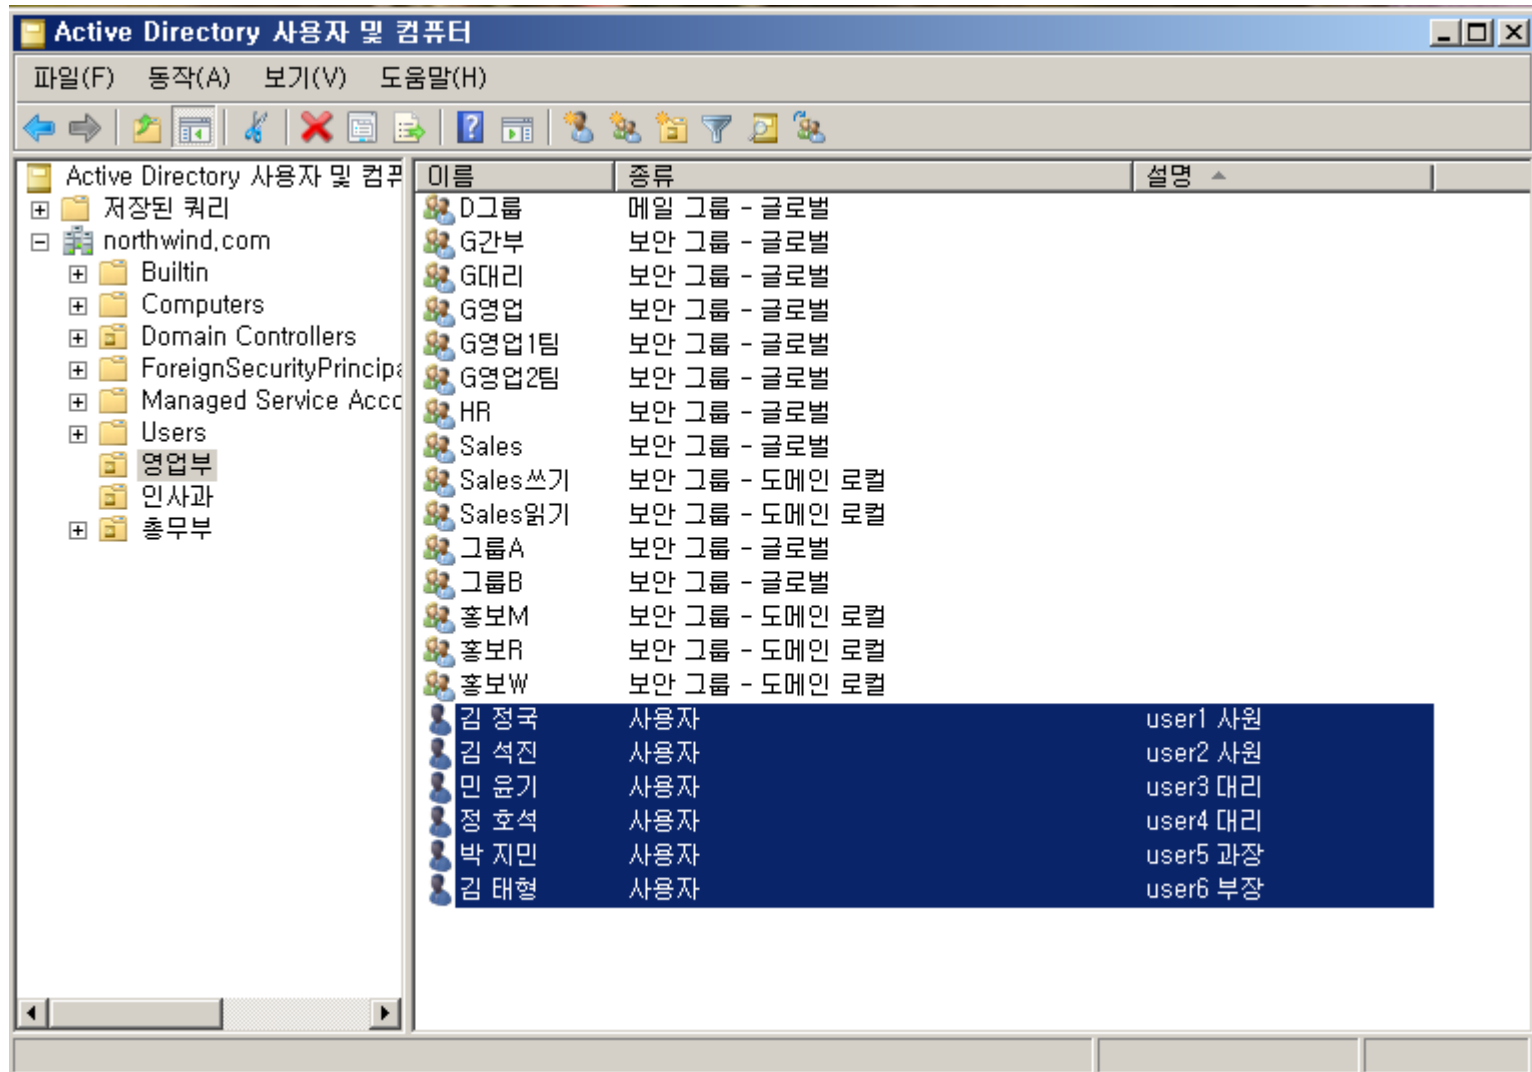 Active Directory 사용자 및 컴퓨터
파일(F) 동작(A) 보기(V) 도움말(H)
Active Directory 사용자 및 컴퓨
저장된 쿼리
northwind.com
Builtin
Computers
Domain Controllers
ForeignSecurityPrincipa
Managed Service Acco
Users
영업부
인사과
총무부
이름 종류 설명
D그룹 메일 그룹 - 글로벌
G간부 보안 그룹 - 글로벌
G대리 보안 그룹 - 글로벌
G영업 보안 그룹 - 글로벌
G영업1팀 보안 그룹 - 글로벌
G영업2팀 보안 그룹 - 글로벌
HR 보안 그룹 - 글로벌
Sales 보안 그룹 - 글로벌
Sales쓰기 보안 그룹 - 도메인 로컬
Sales읽기 보안 그룹 - 도메인 로컬
그룹A 보안 그룹 - 글로벌
그룹B 보안 그룹 - 글로벌
홍보M 보안 그룹 - 도메인 로컬
홍보R 보안 그룹 - 도메인 로컬
홍보W 보안 그룹 - 도메인 로컬
김 정국 사용자 user1 사원
김 석진 사용자 user2 사원
민 윤기 사용자 user3 대리
정 호석 사용자 user4 대리
박 지민 사용자 user5 과장
김 태형 사용자 user6 부장